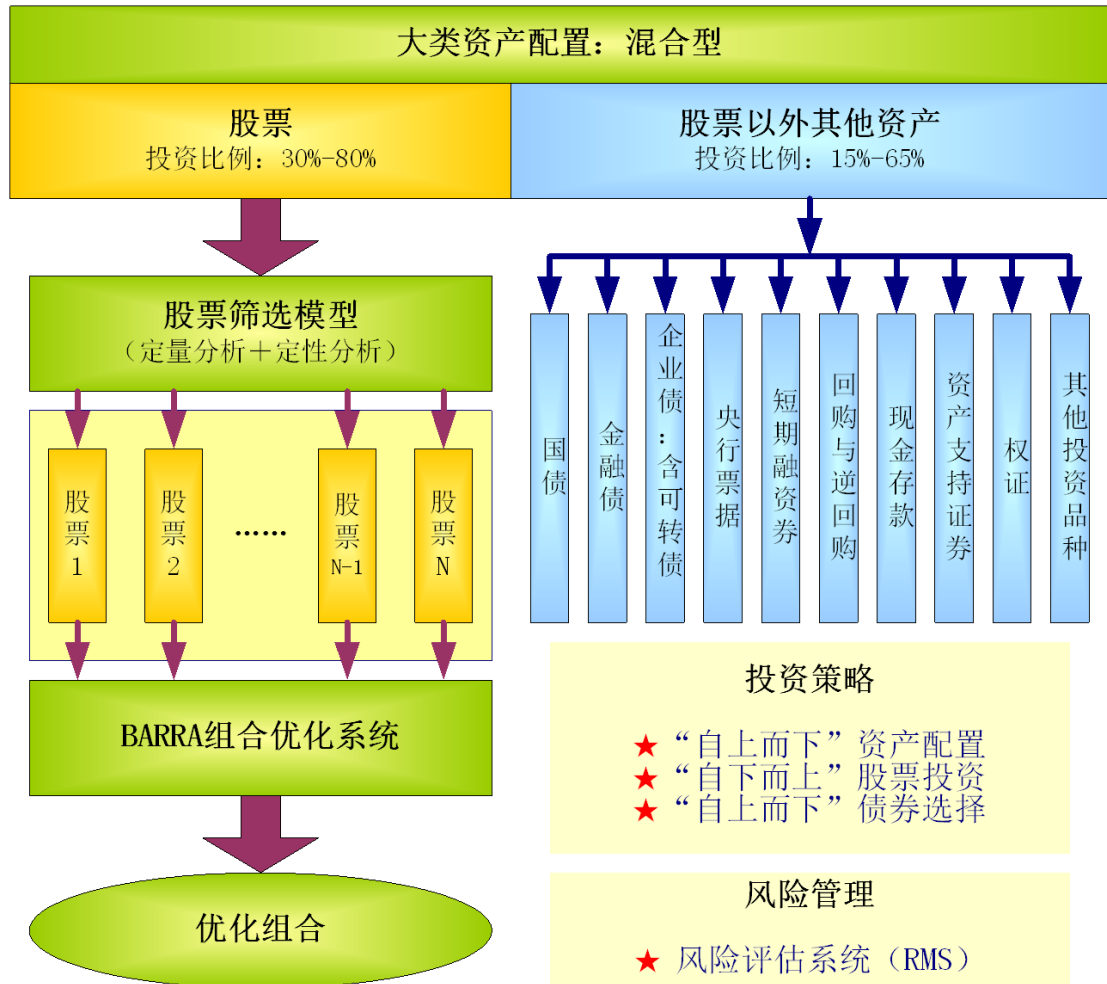 大类资产配置：混合型
股票
投资比例：30%-80%
股票以外其他资产
投资比例：15%-65%
股票筛选模型
（定量分析＋定性分析）
股票1
股票2
……
股票N-1
股票N
BARRA组合优化系统
优化组合
国债
金融债
企业债：含可转债
央行票据
短期融资券
回购与逆回购
现金存款
资产支持证券
权证
其他投资品种
投资策略
★“自上而下”资产配置
★“自下而上”股票投资
★“自上而下”债券选择
风险管理
★ 风险评估系统（RMS）